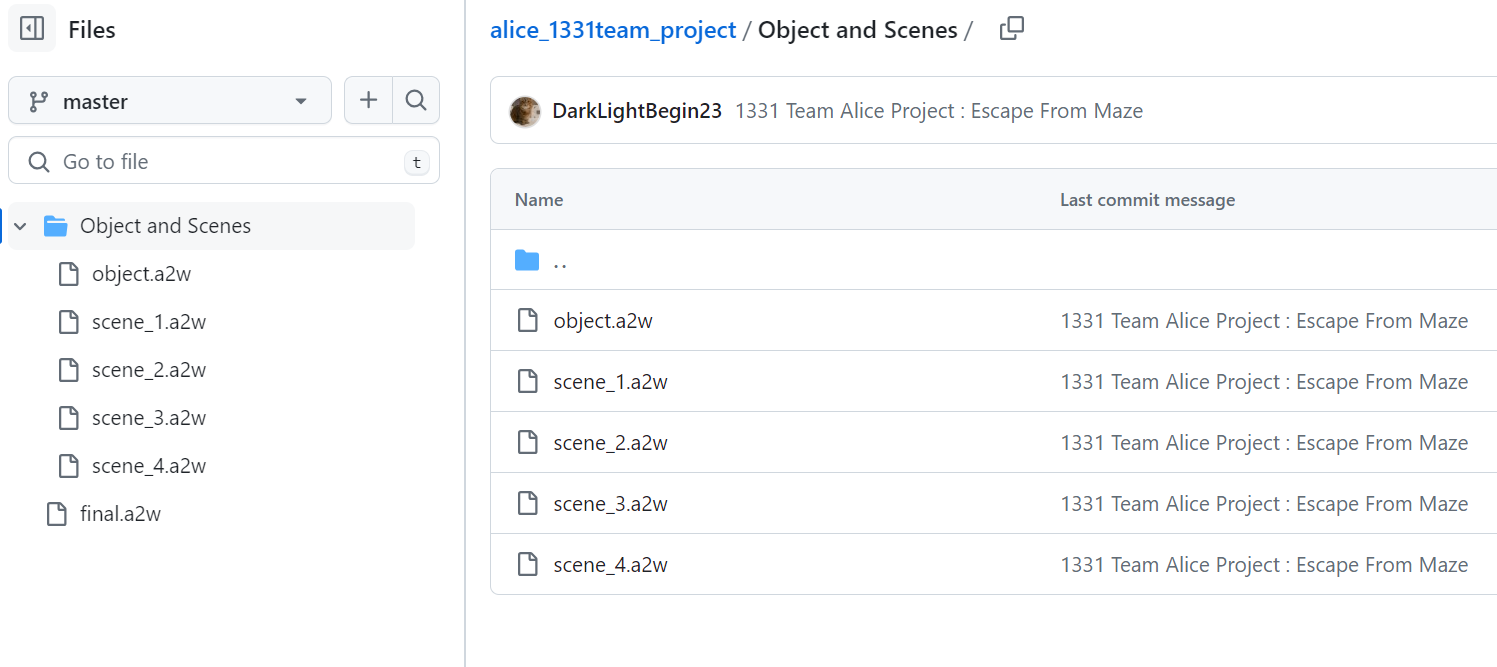 Files
master
Go to file
t
Object and Scenes
object.a2w
scene_1.a2w
scene_2.a2w
scene_3.a2w
scene_4.a2w
final.a2w
alice_1331team_project / Object and Scenes /
DarkLightBegin23 1331 Team Alice Project : Escape From Maze
Name Last commit message
..
object.a2w 1331 Team Alice Project : Escape From Maze
scene_1.a2w 1331 Team Alice Project : Escape From Maze
scene_2.a2w 1331 Team Alice Project : Escape From Maze
scene_3.a2w 1331 Team Alice Project : Escape From Maze
scene_4.a2w 1331 Team Alice Project : Escape From Maze